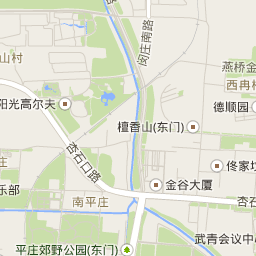 闵庄南路
山村
燕桥金
西冉村
阳光高尔夫
德顺园
檀香山(东门)
杏石口路
庄
佟家坟
金谷大厦
乐部
南平庄
杏石
武青会议中心
平庄郊野公园(东门)